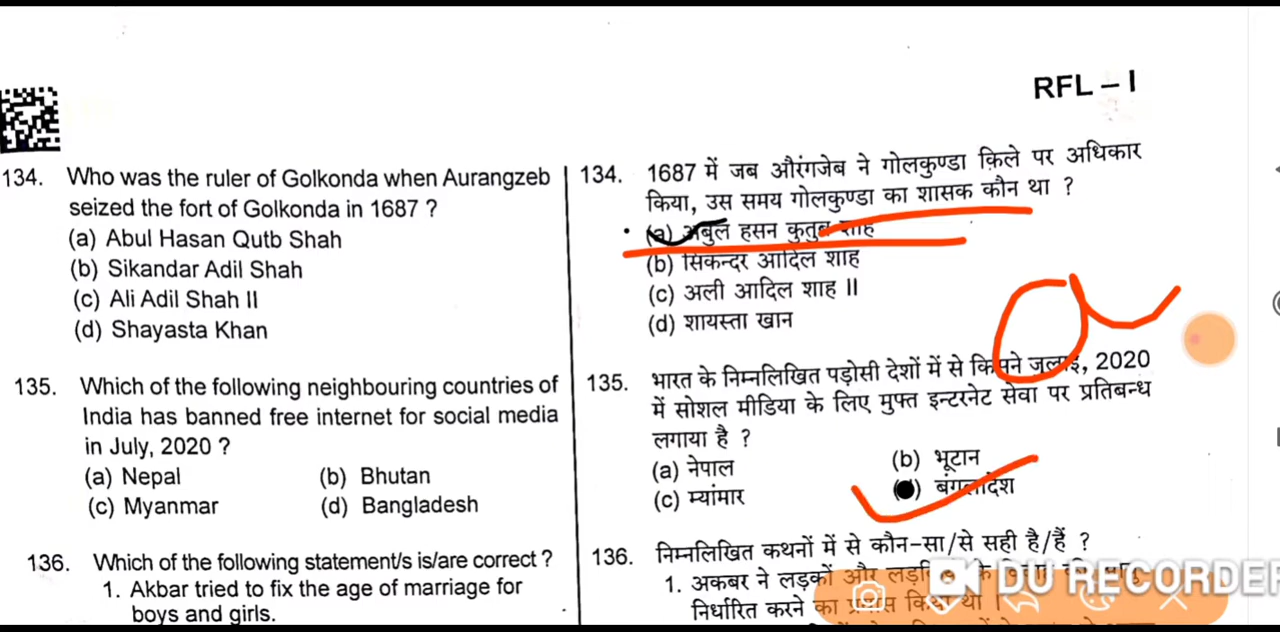 RFL – I
134. Who was the ruler of Golkonda when Aurangzeb
seized the fort of Golkonda in 1687 ?
(a) Abul Hasan Qutb Shah
(b) Sikandar Adil Shah
(c) Ali Adil Shah II
(d) Shayasta Khan
135. Which of the following neighbouring countries of
India has banned free internet for social media
in July, 2020 ?
(a) Nepal (b) Bhutan
(c) Myanmar (d) Bangladesh
136. Which of the following statement/s is/are correct ?
1. Akbar tried to fix the age of marriage for
boys and girls.
134. 1687 में जब औरंगजेब ने गोलकुण्डा क़िले पर अधिकार
किया, उस समय गोलकुण्डा का शासक कौन था ?
(a) अबुल हसन कुतुब शाह
(b) सिकन्दर आदिल शाह
(c) अली आदिल शाह II
(d) शायस्ता खान
135. भारत के निम्नलिखित पड़ोसी देशों में से किसने जुलाई, 2020
में सोशल मीडिया के लिए मुफ्त इन्टरनेट सेवा पर प्रतिबन्ध
लगाया है ?
(a) नेपाल (b) भूटान
(c) म्यांमार बंगलादेश
136. निम्नलिखित कथनों में से कौन-सा/से सही है/हैं ?
1. अकबर ने लड़कों और
निर्धारित करने का प्रयास किया था ।
DU RECORDER